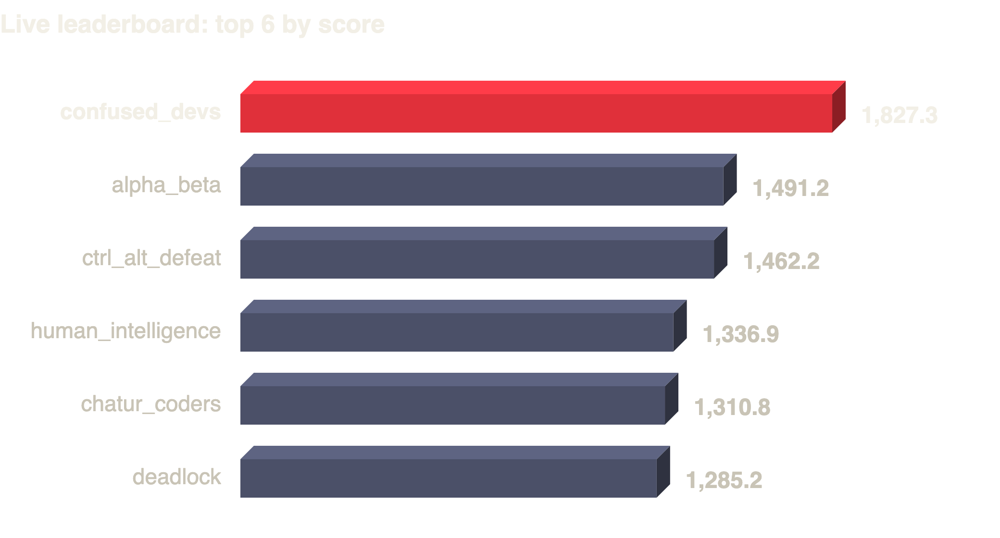 Live leaderboard: top 6 by score
confused_devs 1,827.3
alpha_beta 1,491.2
ctrl_alt_defeat 1,462.2
human_intelligence 1,336.9
chatur_coders 1,310.8
deadlock 1,285.2